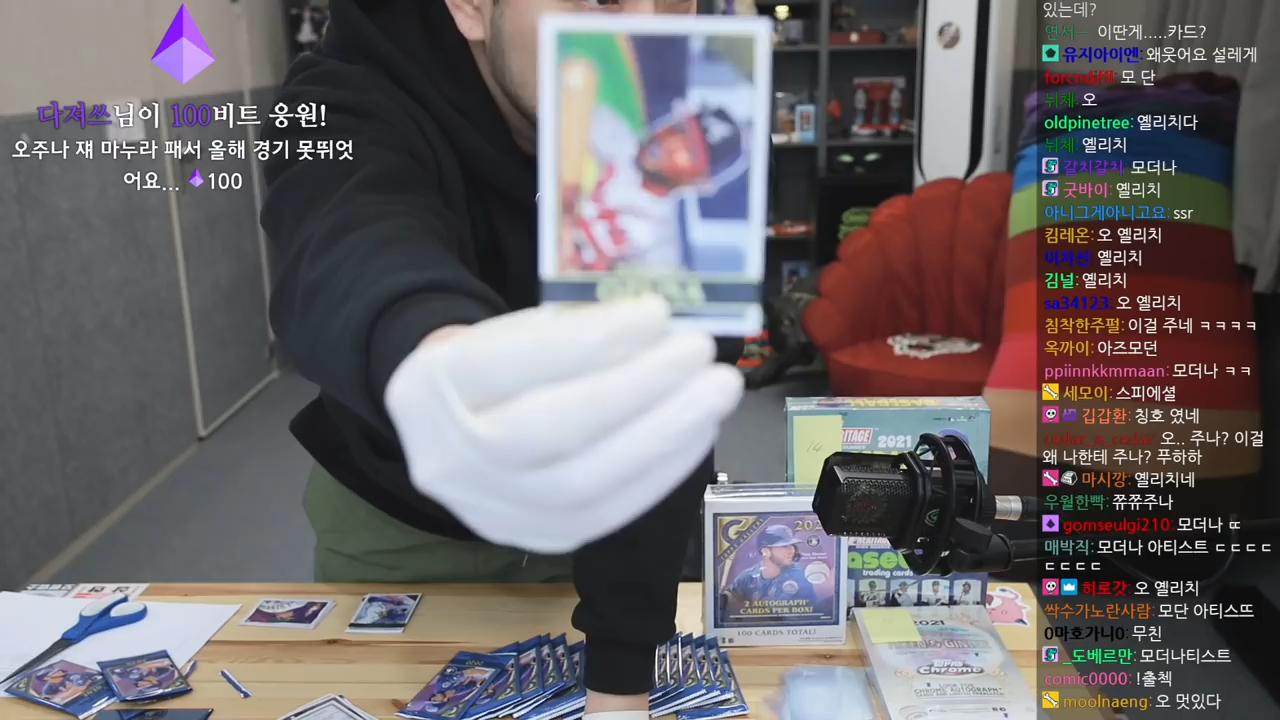 다져쓰님이 100비트 응원!
오주나 쟤 마누라 패서 올해 경기 못뛰엇
어요... 100
있는데?
연서ㅡ 이딴게.....카드?
유지아이엔: 왜웃어요 설레게
모 단
뉘체: 오
oldpinetree: 옐리치다
뉘체: 옐리치
갈치갈치: 모더나
굿바이: 옐리치
아니그게아니고요: ssr
킴레온: 오 옐리치
옐리치
김널: 옐리치
sa34123: 오 옐리치
침착한주펄: 이걸 주네 ㅋㅋㅋㅋ
옥까이: 아즈모던
ppiinnkkmmaan: 모더나 ㅋㅋ
세모이: 스피에셜
김갑환: 칭호 였네
오.. 주나? 이걸
왜 나한테 주나? 푸하하
마시깡: 옐리치네
우월한빡: 쮸쮸주나
gomseulgi210: 모더나 ㄸ
매박직: 모더나 아티스트 ㄷㄷㄷㄷ
ㄷㄷㄷㄷ
히로갓: 오 옐리치
싹수가노란사람: 모단 아티스뜨
0마호가니0: 무친
_도베르만: 모더나티스트
comic0000: !출첵
moolnaeng: 오 멋있다
14
2021
2 AUTOGRAPH
CARDS PER BOX!
100 CARDS TOTAL!
trading cards
2021
Topps
Chrome